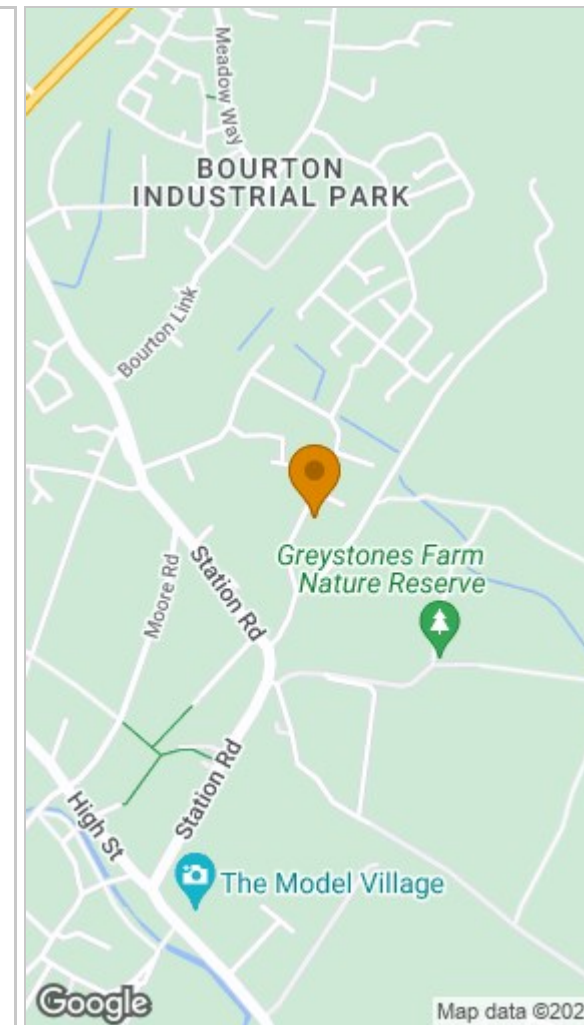 Meadow Way
BOURTON
INDUSTRIAL PARK
Bourton Link
Greystones Farm
Nature Reserve
Moore Rd
Station Rd
Station Rd
High St
The Model Village
Google
Map data ©202